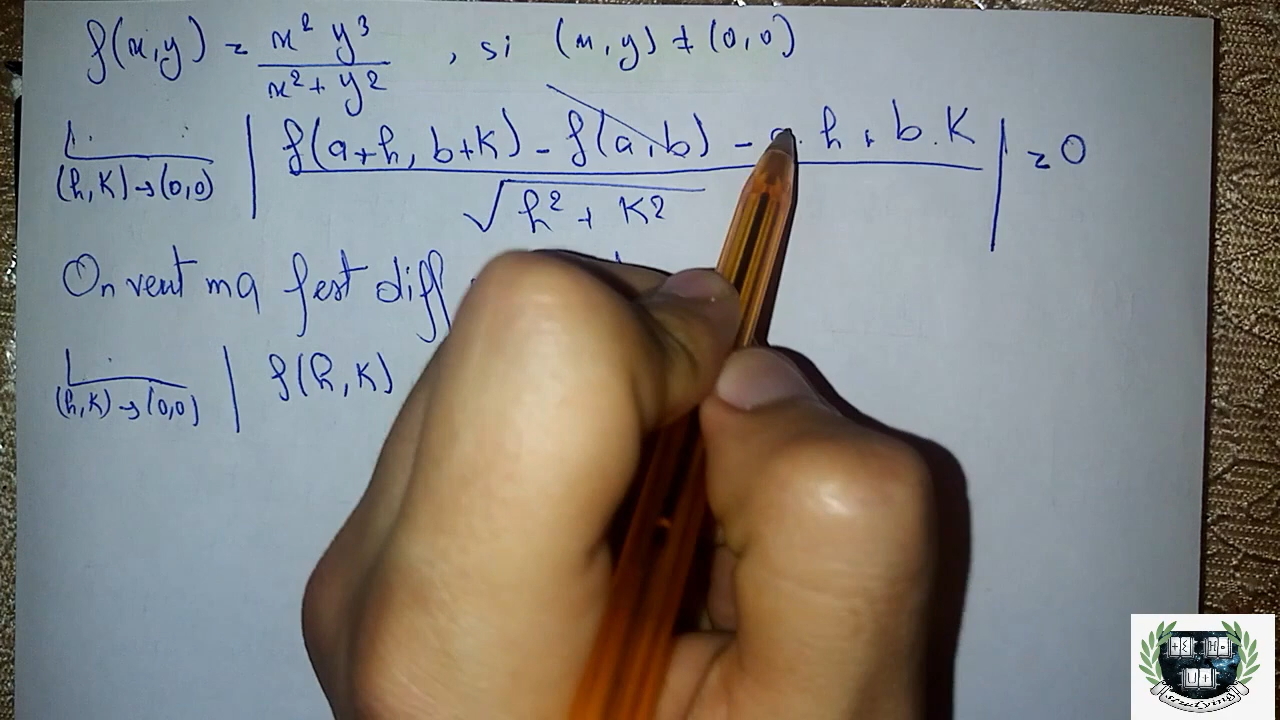 f(x,y) = x² y³ / x² + y² , si (x,y) ≠ (0,0)
Lim (h,K)→(0,0) | f(a+h, b+K) - f(a,b) - a.h + b.K / √h² + K² | = 0
On veut mq f est diff
Lim (h,K)→(0,0) | f(h,K)